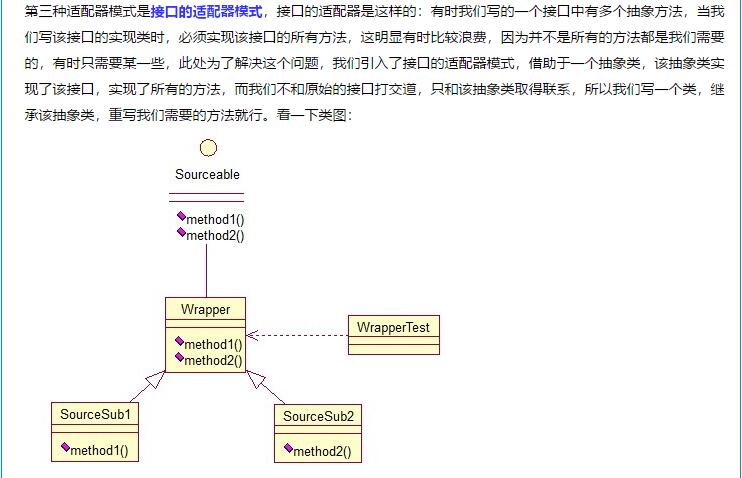 第三种适配器模式是接口的适配器模式，接口的适配器是这样的：有时我们写的一个接口中有多个抽象方法，当我
们写该接口的实现类时，必须实现该接口的所有方法，这明显有时比较浪费，因为并不是所有的方法都是我们需要
的，有时只需要某一些，此处为了解决这个问题，我们引入了接口的适配器模式，借助于一个抽象类，该抽象类实
现了该接口，实现了所有的方法，而我们不和原始的接口打交道，只和该抽象类取得联系，所以我们写一个类，继
承该抽象类，重写我们需要的方法就行。看一下类图：
Sourceable
method1()
method2()
Wrapper
method1()
method2()
WrapperTest
SourceSub1
method1()
SourceSub2
method2()